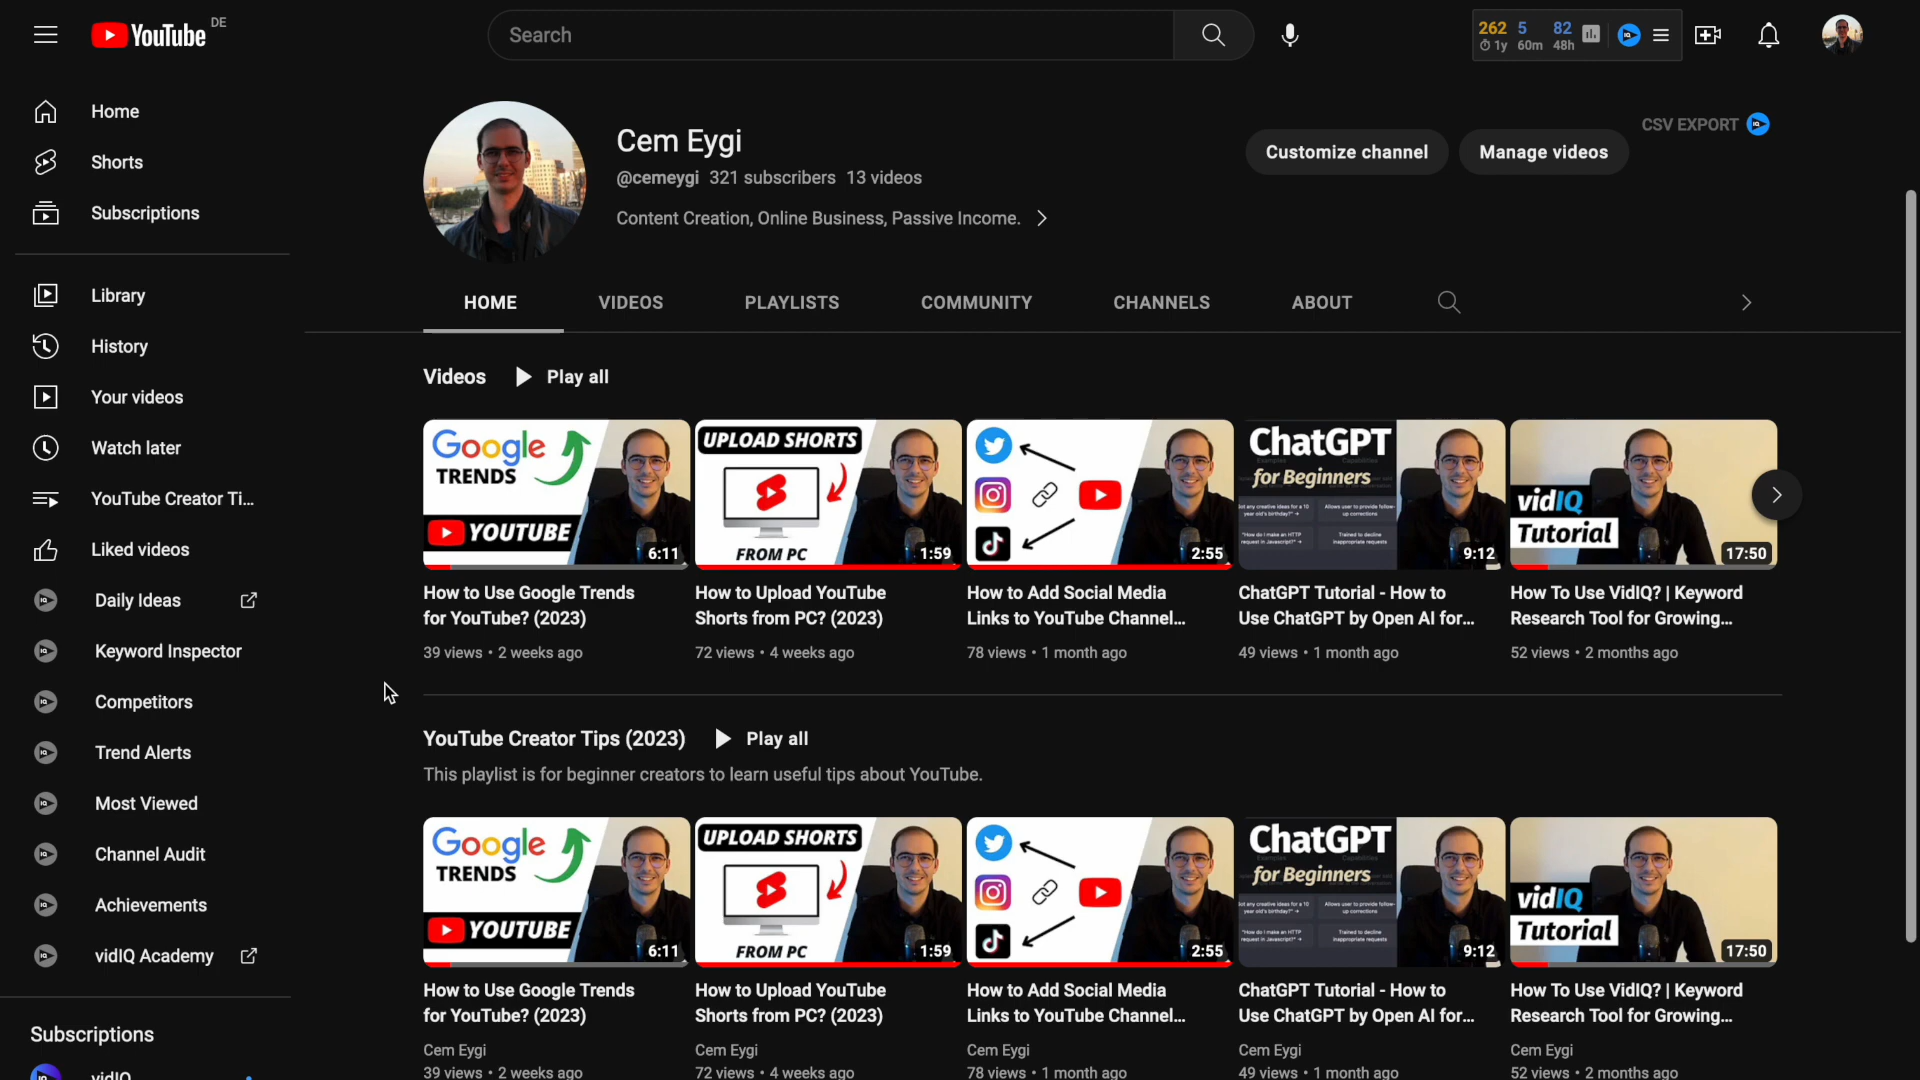 YouTube DE
Search
262 5 82
1y 60m 48h
Home
Shorts
Subscriptions
Library
History
Your videos
Watch later
YouTube Creator Ti...
Liked videos
Daily Ideas
Keyword Inspector
Competitors
Trend Alerts
Most Viewed
Channel Audit
Achievements
vidIQ Academy
Subscriptions
vidIQ
Cem Eygi
@cemeygi 321 subscribers 13 videos
Content Creation, Online Business, Passive Income.
Customize channel
Manage videos
CSV EXPORT
HOME VIDEOS PLAYLISTS COMMUNITY CHANNELS ABOUT
Videos Play all
Google
TRENDS
YOUTUBE
6:11
UPLOAD SHORTS
FROM PC
1:59
2:55
ChatGPT
for Beginners
9:12
vidIQ
Tutorial
17:50
How to Use Google Trends
for YouTube? (2023)
39 views • 2 weeks ago
How to Upload YouTube
Shorts from PC? (2023)
72 views • 4 weeks ago
How to Add Social Media
Links to YouTube Channel...
78 views • 1 month ago
ChatGPT Tutorial - How to
Use ChatGPT by Open AI for...
49 views • 1 month ago
How To Use VidIQ? | Keyword
Research Tool for Growing...
52 views • 2 months ago
YouTube Creator Tips (2023) Play all
This playlist is for beginner creators to learn useful tips about YouTube.
Google
TRENDS
YOUTUBE
6:11
UPLOAD SHORTS
FROM PC
1:59
2:55
ChatGPT
for Beginners
9:12
vidIQ
Tutorial
17:50
How to Use Google Trends
for YouTube? (2023)
Cem Eygi
39 views • 2 weeks ago
How to Upload YouTube
Shorts from PC? (2023)
Cem Eygi
72 views • 4 weeks ago
How to Add Social Media
Links to YouTube Channel...
Cem Eygi
78 views • 1 month ago
ChatGPT Tutorial - How to
Use ChatGPT by Open AI for...
Cem Eygi
49 views • 1 month ago
How To Use VidIQ? | Keyword
Research Tool for Growing...
Cem Eygi
52 views • 2 months ago